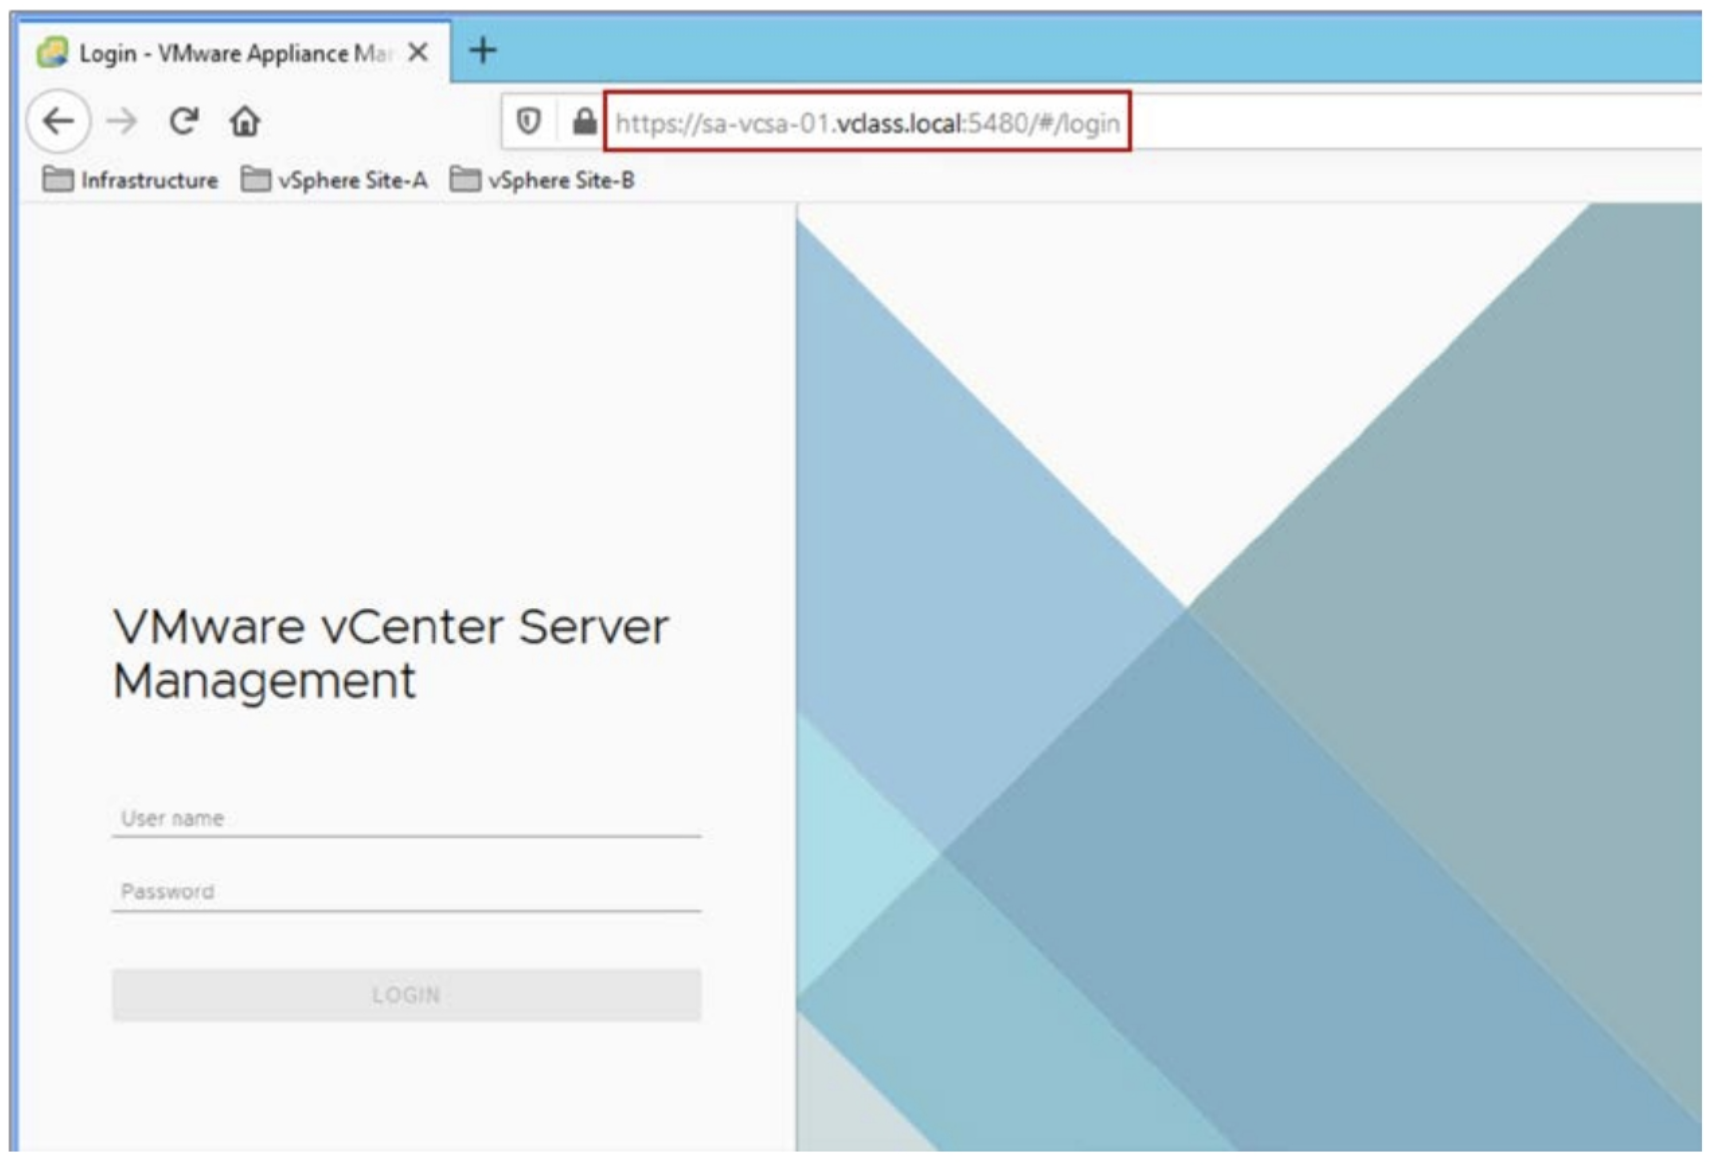 Login - VMware Appliance Mar
https://sa-vcsa-01.vclass.local:5480/#/login
Infrastructure vSphere Site-A vSphere Site-B
VMware vCenter Server
Management
User name
Password
LOGIN